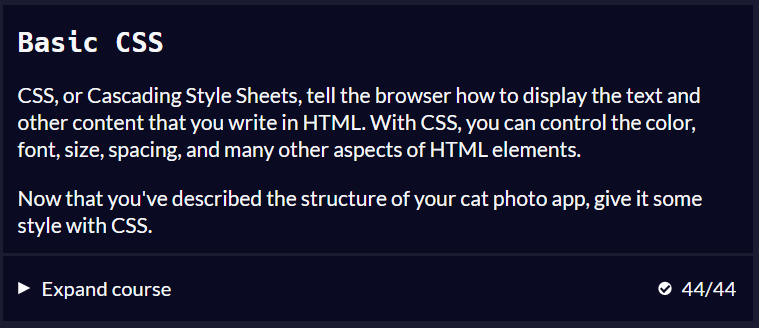 Basic CSS
CSS, or Cascading Style Sheets, tell the browser how to display the text and
other content that you write in HTML. With CSS, you can control the color,
font, size, spacing, and many other aspects of HTML elements.
Now that you've described the structure of your cat photo app, give it some
style with CSS.
Expand course 44/44